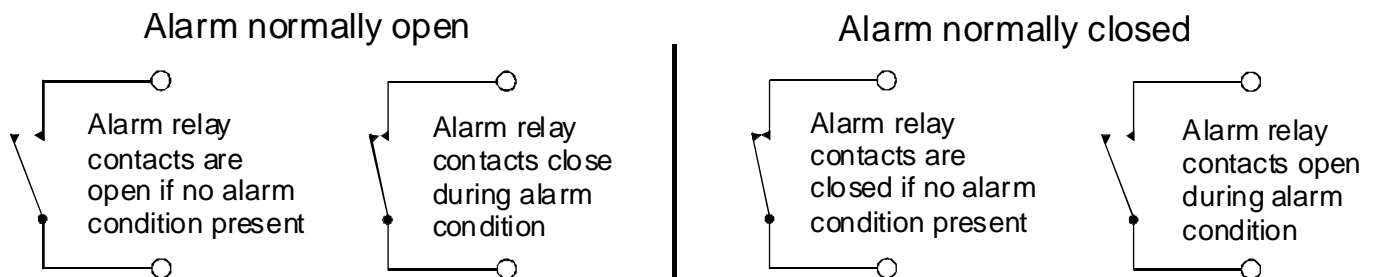 Alarm normally open
Alarm relay
contacts are
open if no alarm
condition present
Alarm relay
contacts close
during alarm
condition
Alarm normally closed
Alarm relay
contacts are
closed if no alarm
condition present
Alarm relay
contacts open
during alarm
condition